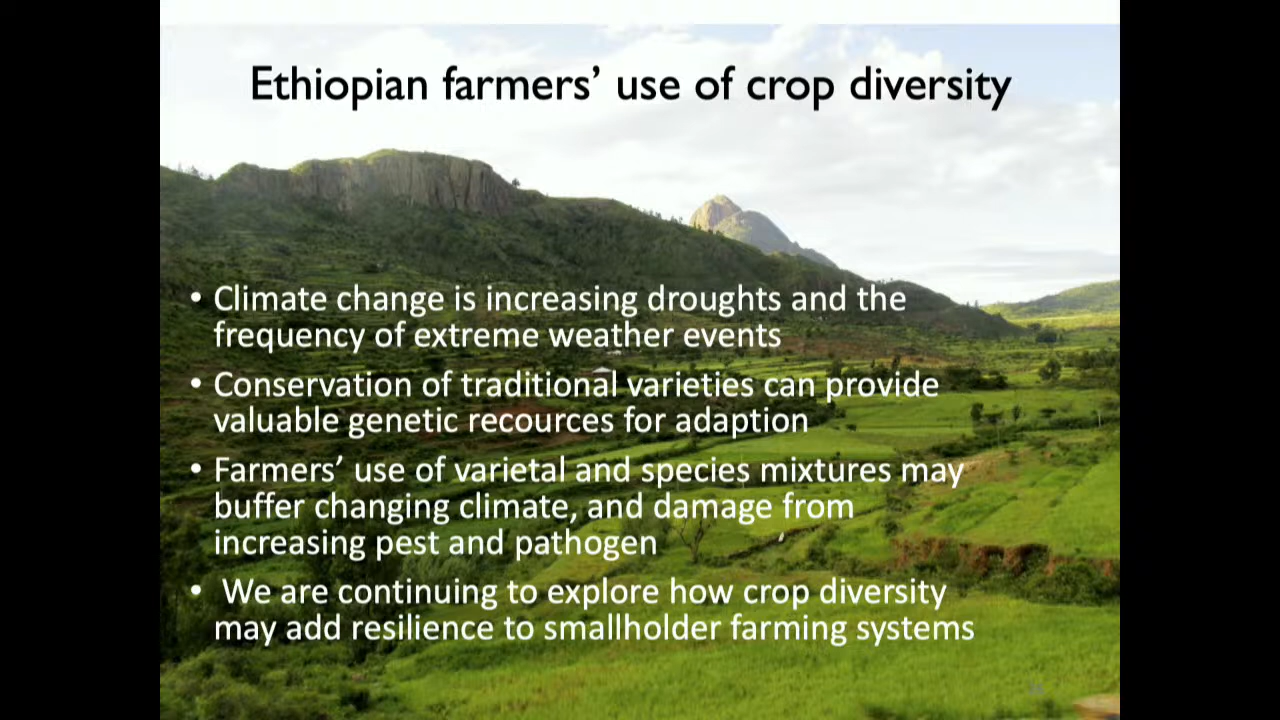 Ethiopian farmers’ use of crop diversity
• Climate change is increasing droughts and the
frequency of extreme weather events
• Conservation of traditional varieties can provide
valuable genetic recources for adaption
• Farmers’ use of varietal and species mixtures may
buffer changing climate, and damage from
increasing pest and pathogen
• We are continuing to explore how crop diversity
may add resilience to smallholder farming systems